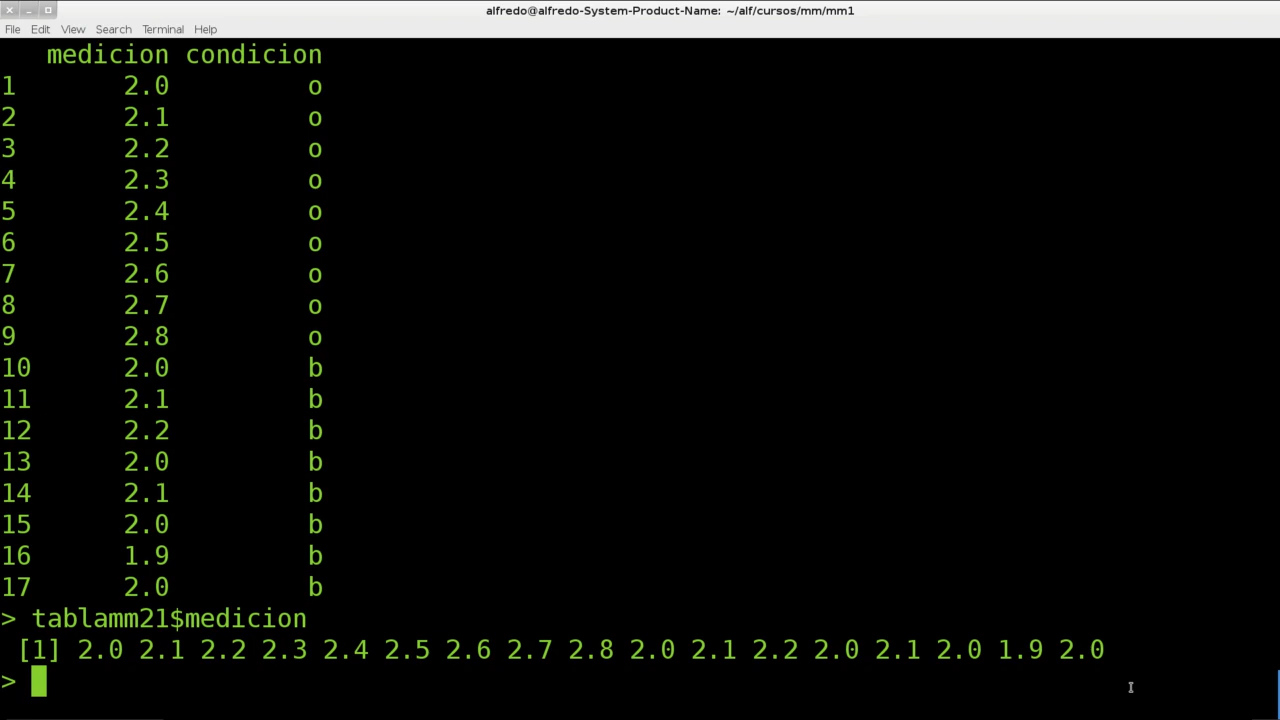 alfredo@alfredo-System-Product-Name: ~/alf/cursos/mm/mm1
File Edit View Search Terminal Help
medicion condicion
1 2.0 o
2 2.1 o
3 2.2 o
4 2.3 o
5 2.4 o
6 2.5 o
7 2.6 o
8 2.7 o
9 2.8 o
10 2.0 b
11 2.1 b
12 2.2 b
13 2.0 b
14 2.1 b
15 2.0 b
16 1.9 b
17 2.0 b
> tablamm21$medicion
[1] 2.0 2.1 2.2 2.3 2.4 2.5 2.6 2.7 2.8 2.0 2.1 2.2 2.0 2.1 2.0 1.9 2.0
>